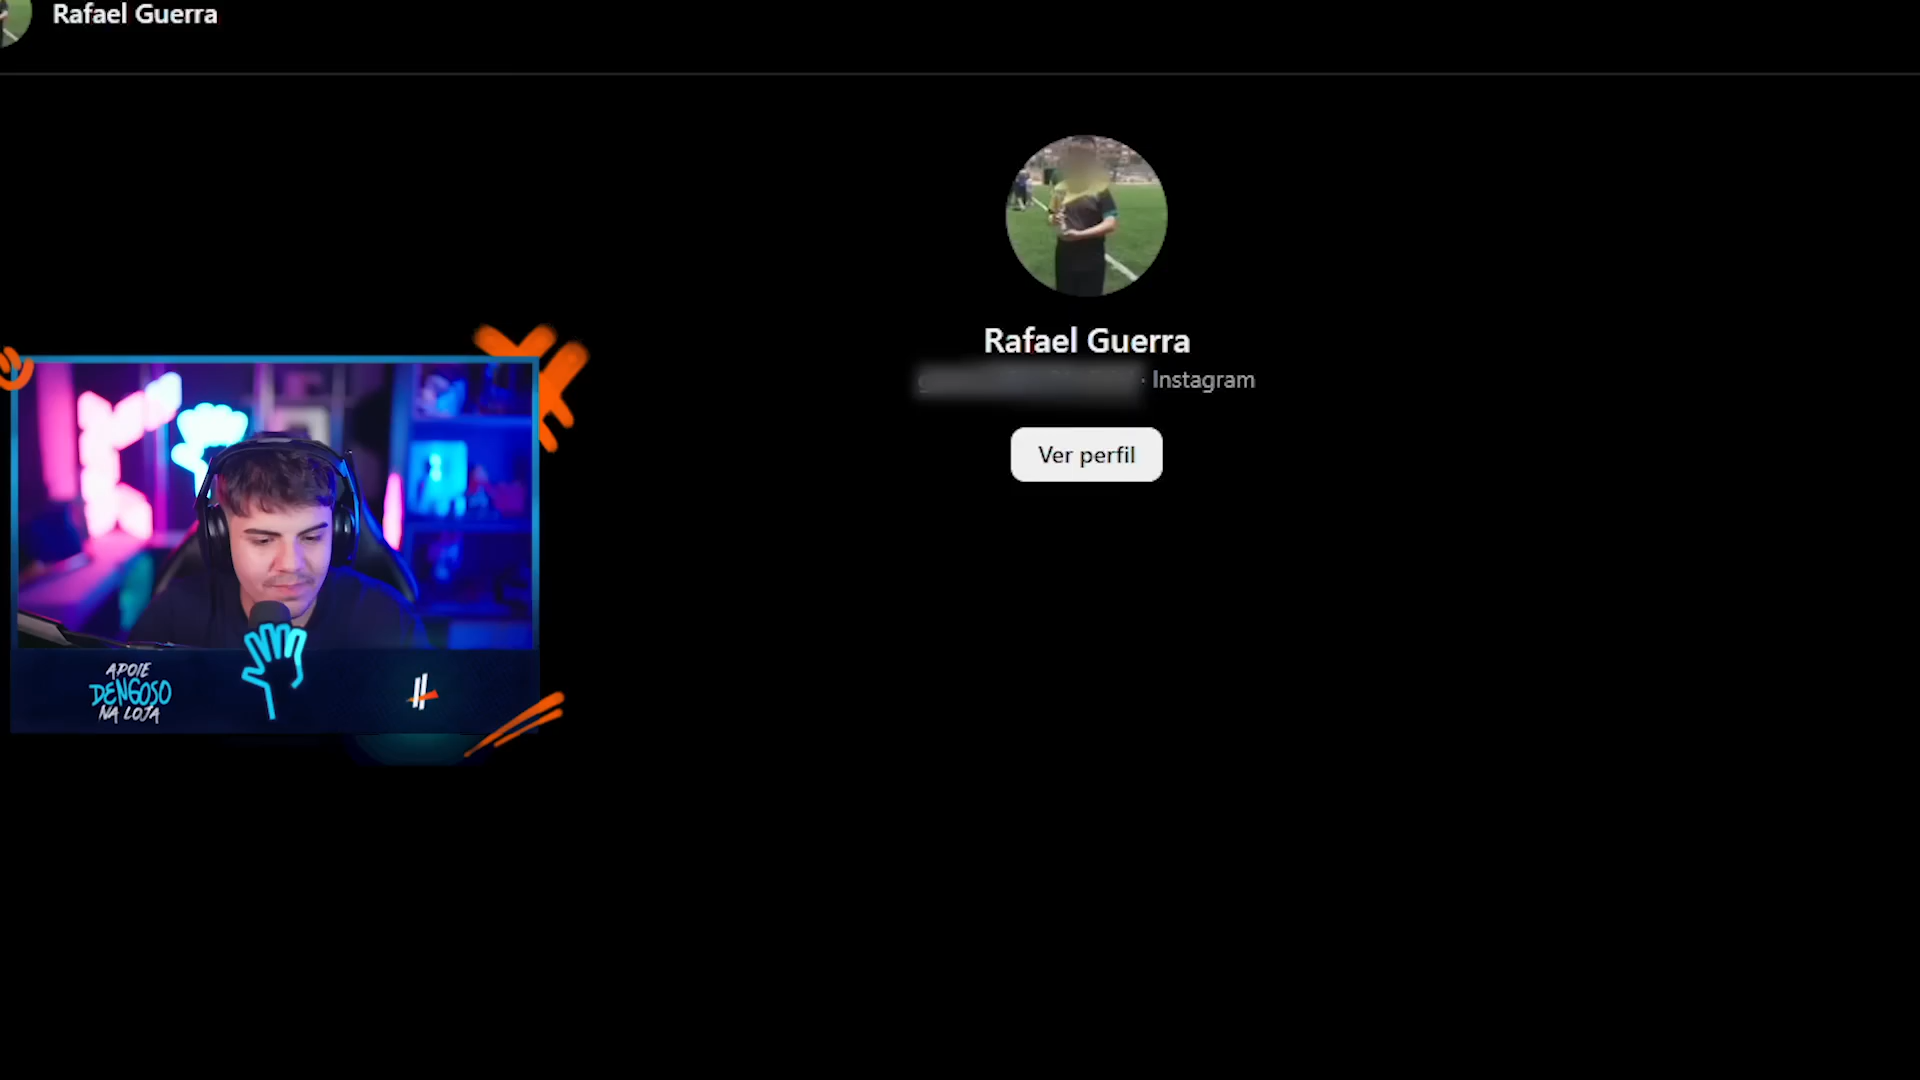 Rafael Guerra
Rafael Guerra
· Instagram
Ver perfil
APOIE
DENGOSO
NA LOJA